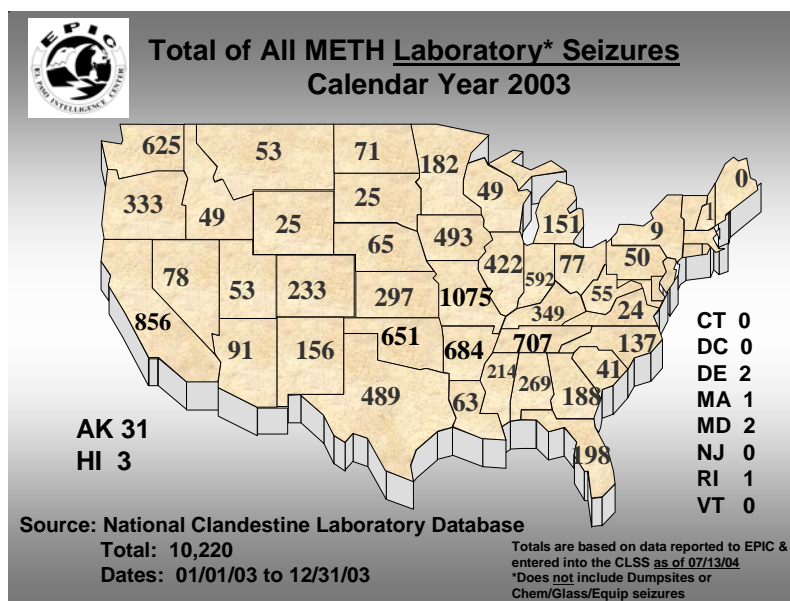 EPIC
EL PASO INTELLIGENCE CENTER
Total of All METH Laboratory* Seizures
Calendar Year 2003
625
53
71
182
0
333
49
25
25
49
151
1
9
65
493
78
53
233
422
592
77
50
55
856
297
1075
349
24
91
156
651
684
707
137
489
63
214
269
188
41
198
CT 0
DC 0
DE 2
MA 1
MD 2
NJ 0
RI 1
VT 0
AK 31
HI 3
Source: National Clandestine Laboratory Database
Total: 10,220
Dates: 01/01/03 to 12/31/03
Totals are based on data reported to EPIC &
entered into the CLSS as of 07/13/04
*Does not include Dumpsites or
Chem/Glass/Equip seizures